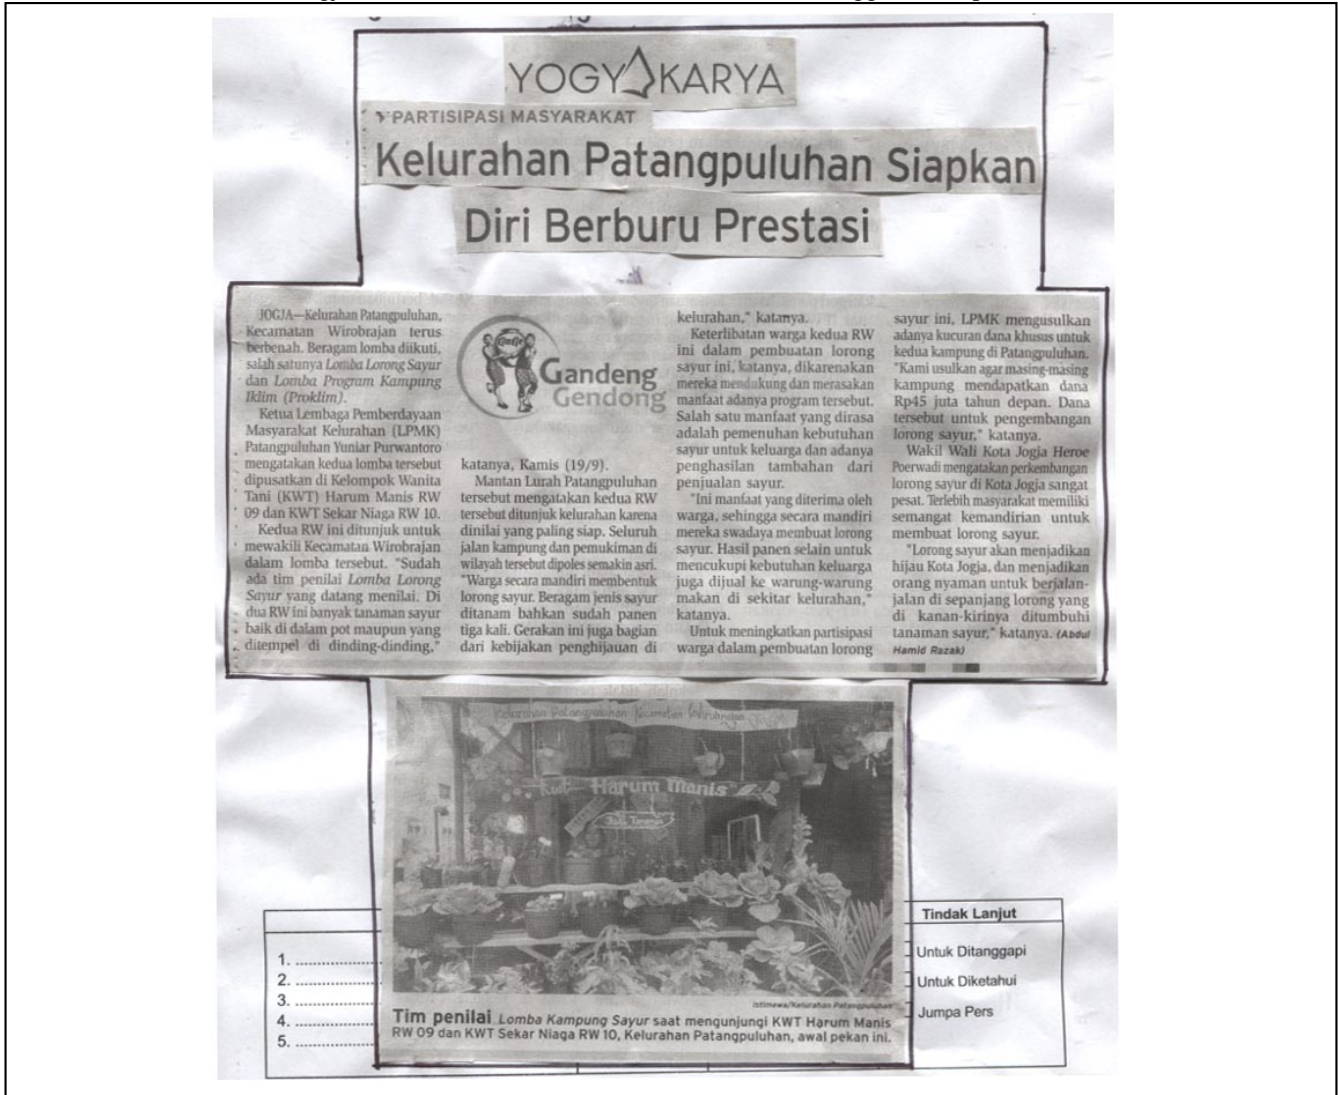 YOGYAKARYA
PARTISIPASI MASYARAKAT
Kelurahan Patangpuluhan Siapkan
Diri Berburu Prestasi
JOGJA—Kelurahan Patangpuluhan,
Kecamatan Wirobrajan terus
berbenah. Beragam lomba diikuti,
salah satunya Lomba Lorong Sayur
dan Lomba Program Kampung
Iklim (Proklim).
Ketua Lembaga Pemberdayaan
Masyarakat Kelurahan (LPMK)
Patangpuluhan Yuniar Purwantoro
mengatakan kedua lomba tersebut
dipusatkan di Kelompok Wanita
Tani (KWT) Harum Manis RW
09 dan KWT Sekar Niaga RW 10.
Kedua RW ini ditunjuk untuk
mewakili Kecamatan Wirobrajan
dalam lomba tersebut. "Sudah
ada tim penilai Lomba Lorong
Sayur yang datang menilai. Di
dua RW ini banyak tanaman sayur
baik di dalam pot maupun yang
ditempel di dinding-dinding,"
Gandeng
Gendong
katanya, Kamis (19/9).
Mantan Lurah Patangpuluhan
tersebut mengatakan kedua RW
tersebut ditunjuk kelurahan karena
dinilai yang paling siap. Seluruh
jalan kampung dan pemukiman di
wilayah tersebut dipoles semakin asri.
"Warga secara mandiri membentuk
lorong sayur. Beragam jenis sayur
ditanam bahkan sudah panen
tiga kali. Gerakan ini juga bagian
dari kebijakan penghijauan di
kelurahan," katanya.
Keterlibatan warga kedua RW
ini dalam pembuatan lorong
sayur ini, katanya, dikarenakan
mereka mendukung dan merasakan
manfaat adanya program tersebut.
Salah satu manfaat yang dirasa
adalah pemenuhan kebutuhan
sayur untuk keluarga dan adanya
penghasilan tambahan dari
penjualan sayur.
"Ini manfaat yang diterima oleh
warga, sehingga secara mandiri
mereka swadaya membuat lorong
sayur. Hasil panen selain untuk
mencukupi kebutuhan keluarga
juga dijual ke warung-warung
makan di sekitar kelurahan,"
katanya.
Untuk meningkatkan partisipasi
warga dalam pembuatan lorong
sayur ini, LPMK mengusulkan
adanya kucuran dana khusus untuk
kedua kampung di Patangpuluhan.
"Kami usulkan agar masing-masing
kampung mendapatkan dana
Rp45 juta tahun depan. Dana
tersebut untuk pengembangan
lorong sayur," katanya.
Wakil Wali Kota Jogja Heroe
Poerwadi mengatakan perkembangan
lorong sayur di Kota Jogja sangat
pesat. Terlebih masyarakat memiliki
semangat kemandirian untuk
membuat lorong sayur.
"Lorong sayur akan menjadikan
hijau Kota Jogja, dan menjadikan
orang nyaman untuk berjalan-
jalan di sepanjang lorong yang
di kanan-kirinya ditumbuhi
tanaman sayur," katanya. (Abdul
Hamid Razak)
Kelurahan Patangpuluhan Kecamatan Wirobrajan
KWT Harum Manis
Istimewa/Kelurahan Patangpuluhan
Tim penilai Lomba Kampung Sayur saat mengunjungi KWT Harum Manis
RW 09 dan KWT Sekar Niaga RW 10, Kelurahan Patangpuluhan, awal pekan ini.
1. ....................
2. ....................
3. ....................
4. ....................
5. ....................
Tindak Lanjut
Untuk Ditanggapi
Untuk Diketahui
Jumpa Pers